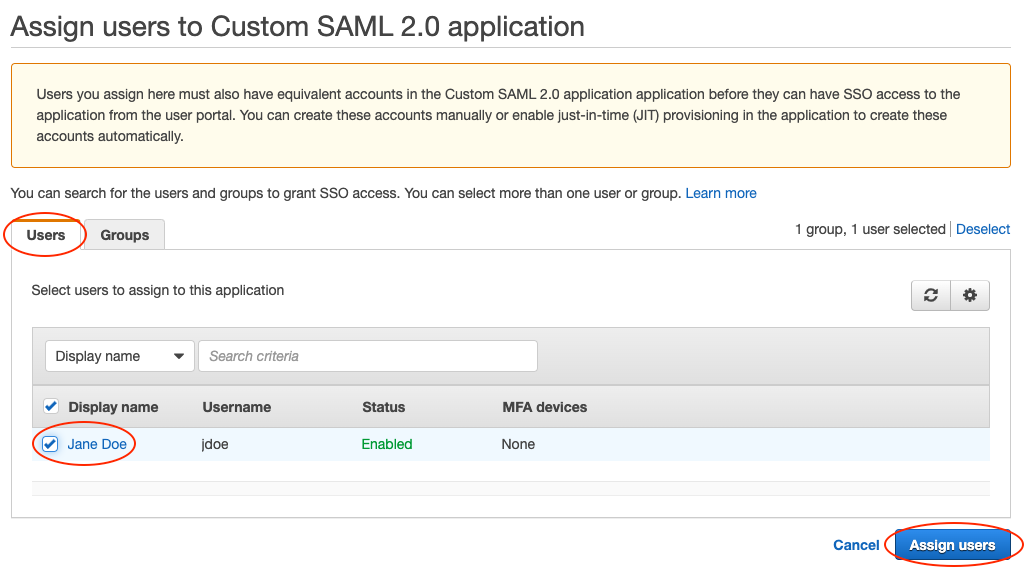 Assign users to Custom SAML 2.0 application
Users you assign here must also have equivalent accounts in the Custom SAML 2.0 application application before they can have SSO access to the
application from the user portal. You can create these accounts manually or enable just-in-time (JIT) provisioning in the application to create these
accounts automatically.
You can search for the users and groups to grant SSO access. You can select more than one user or group. Learn more
Users Groups
1 group, 1 user selected Deselect
Select users to assign to this application
Display name Search criteria
Display name Username Status MFA devices
Jane Doe jdoe Enabled None
Cancel Assign users